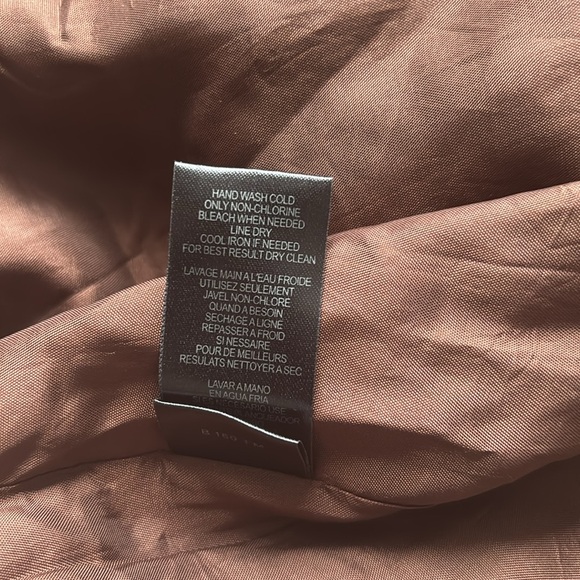 HAND WASH COLD
ONLY NON-CHLORINE
BLEACH WHEN NEEDED
LINE DRY
COOL IRON IF NEEDED
FOR BEST RESULT DRY CLEAN
LAVAGE MAIN A L'EAU FROIDE
UTILISEZ SEULEMENT
JAVEL NON-CHLORE
QUAND A BESOIN
SECHAGE A LIGNE
REPASSER A FROID
SI NESSAIRE
POUR DE MEILLEURS
RESULATS NETTOYER A SEC
LAVAR A MANO
EN AGUA FRIA
NECESARIO USE